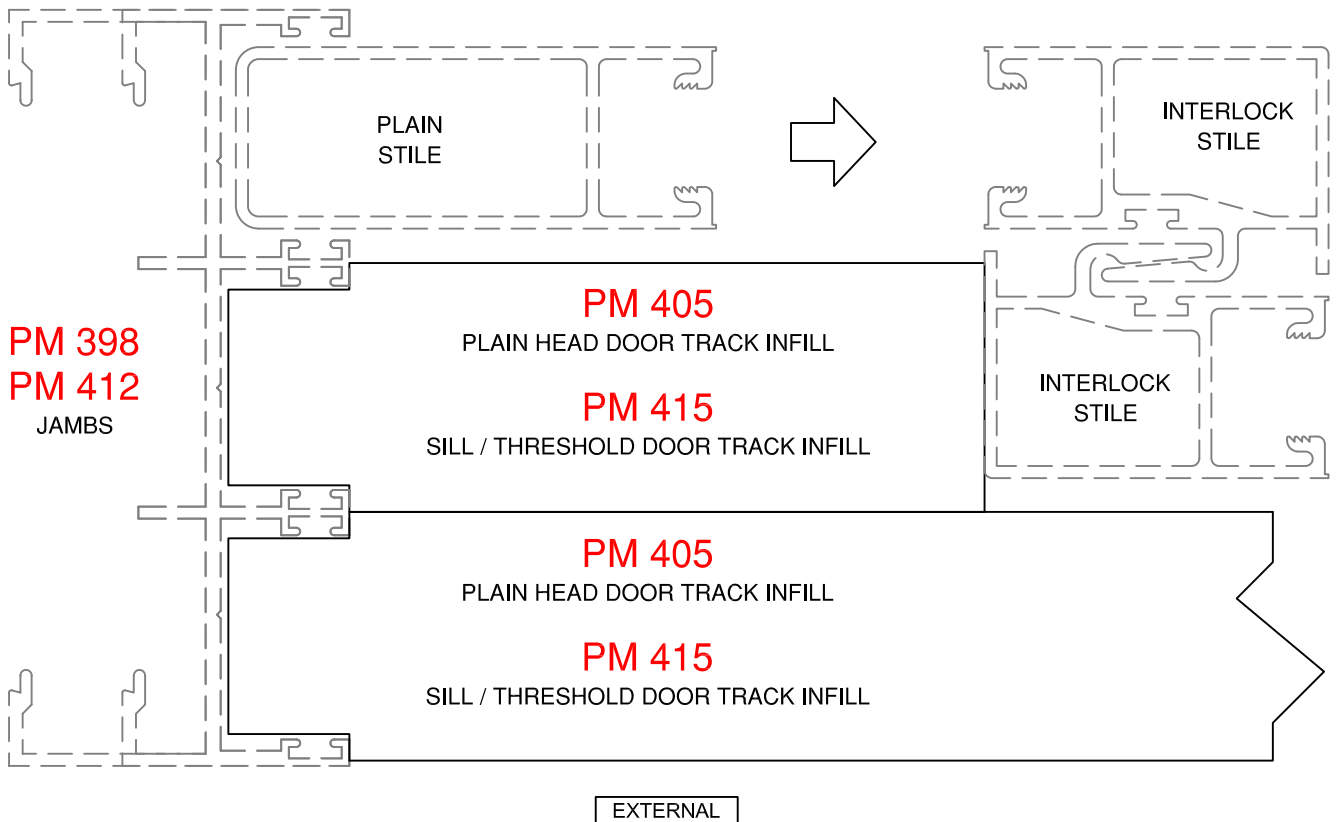 PLAIN
STILE
INTERLOCK
STILE
PM 405
PLAIN HEAD DOOR TRACK INFILL
PM 398
PM 412
JAMBS
PM 415
SILL / THRESHOLD DOOR TRACK INFILL
INTERLOCK
STILE
PM 405
PLAIN HEAD DOOR TRACK INFILL
PM 415
SILL / THRESHOLD DOOR TRACK INFILL
EXTERNAL